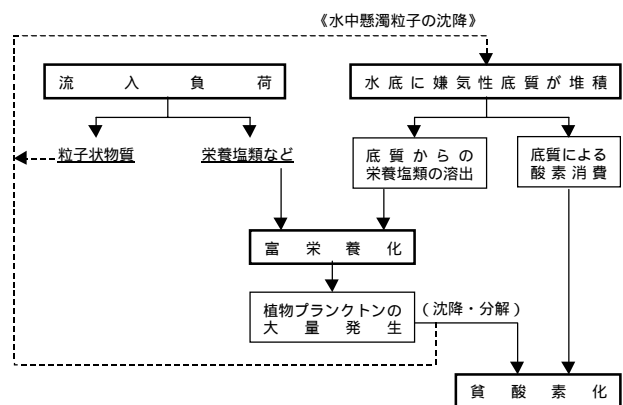 《水中懸濁粒子の沈降》
流入負荷
水底に嫌気性底質が堆積
粒子状物質
栄養塩類など
底質からの
栄養塩類の溶出
底質による
酸素消費
富栄養化
植物プランクトンの
大量発生
(沈降・分解)
貧酸素化